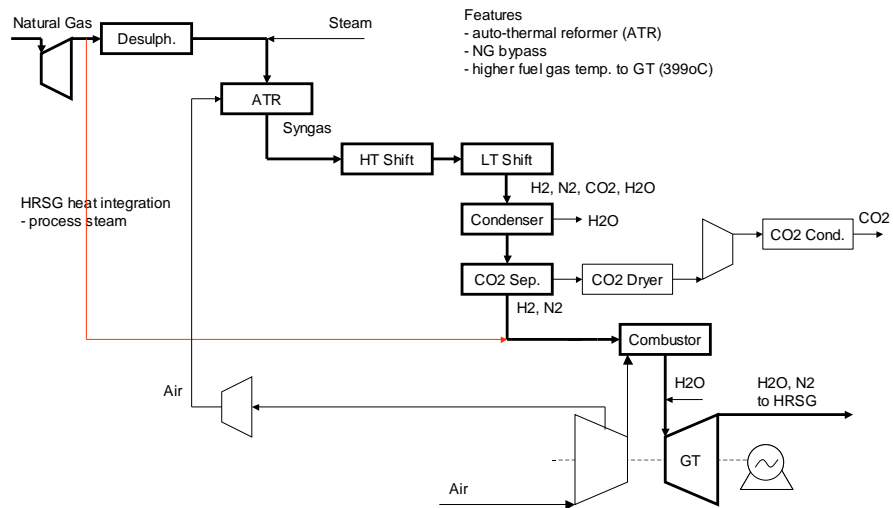 Natural Gas
Desulph.
Steam
Features
- auto-thermal reformer (ATR)
- NG bypass
- higher fuel gas temp. to GT (399oC)
ATR
Syngas
HT Shift
LT Shift
H2, N2, CO2, H2O
HRSG heat integration
- process steam
Condenser
H2O
CO2
CO2 Cond.
CO2 Sep.
CO2 Dryer
H2, N2
Combustor
Air
H2O
H2O, N2
to HRSG
GT
Air